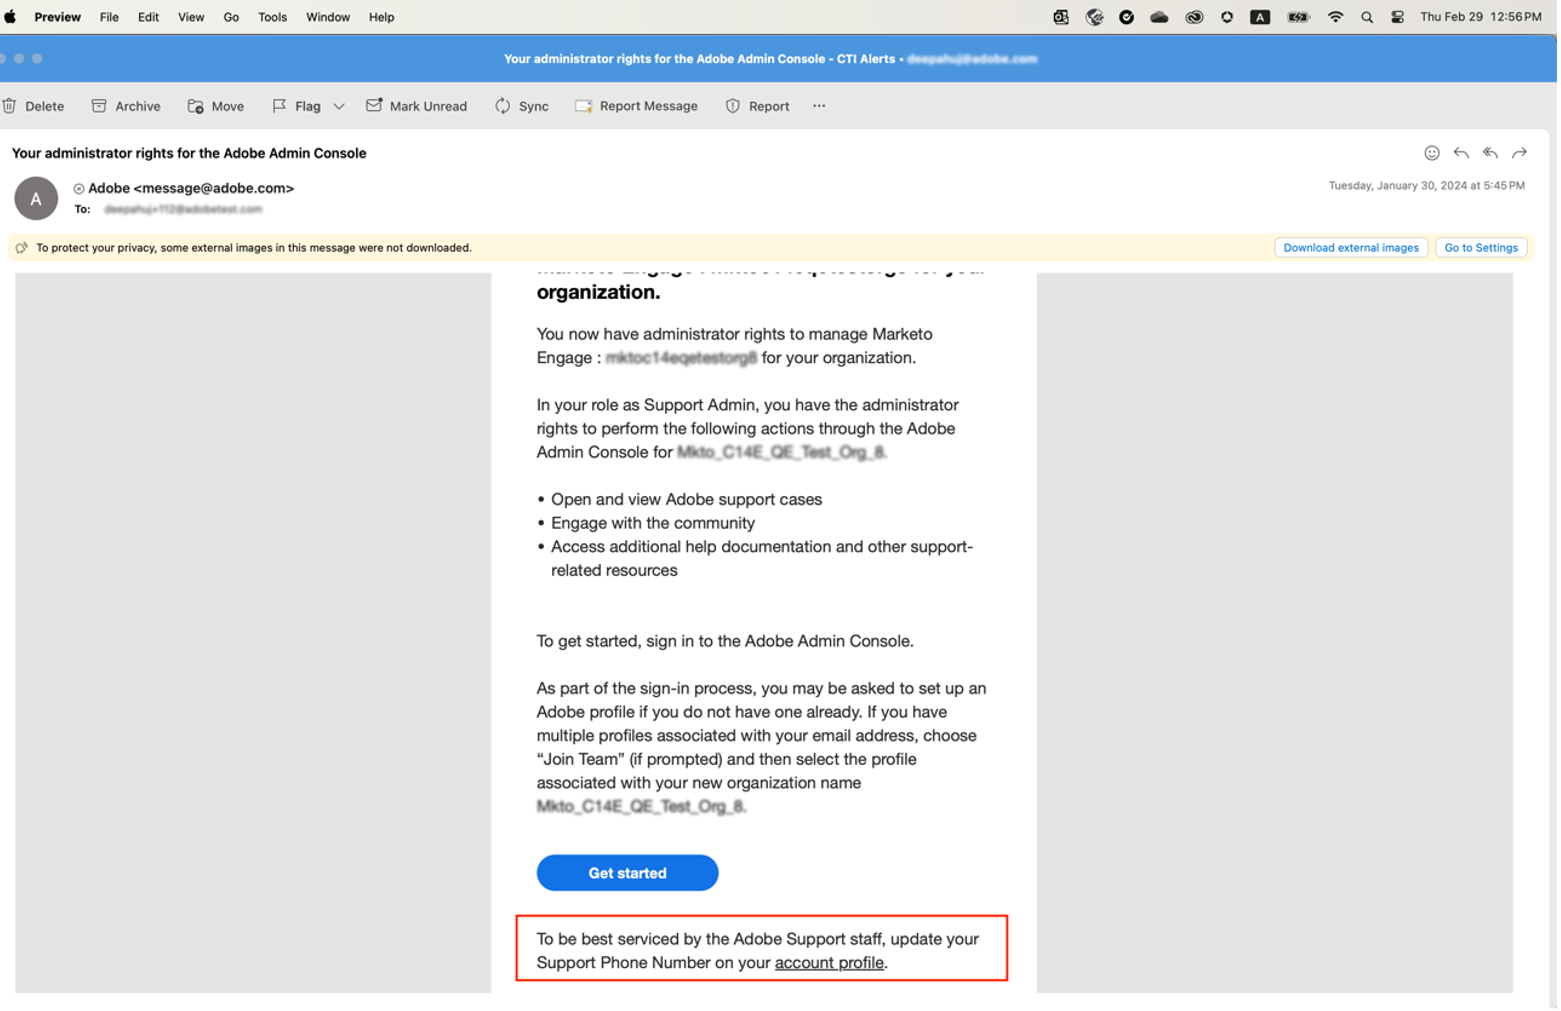 Preview File Edit View Go Tools Window Help A Thu Feb 29 12:56 PM
Your administrator rights for the Adobe Admin Console - CTI Alerts • deepahuj@adobe.com
Delete Archive Move Flag Mark Unread Sync Report Message Report ...
Your administrator rights for the Adobe Admin Console
A
Adobe <message@adobe.com>
Tuesday, January 30, 2024 at 5:45 PM
To:
To protect your privacy, some external images in this message were not downloaded. Download external images Go to Settings
organization.
You now have administrator rights to manage Marketo
Engage : mktoc14eqetestorg8 for your organization.
In your role as Support Admin, you have the administrator
rights to perform the following actions through the Adobe
Admin Console for Mkto_C14E_QE_Test_Org_8.
• Open and view Adobe support cases
• Engage with the community
• Access additional help documentation and other support-
related resources
To get started, sign in to the Adobe Admin Console.
As part of the sign-in process, you may be asked to set up an
Adobe profile if you do not have one already. If you have
multiple profiles associated with your email address, choose
“Join Team” (if prompted) and then select the profile
associated with your new organization name
Mkto_C14E_QE_Test_Org_8.
Get started
To be best serviced by the Adobe Support staff, update your
Support Phone Number on your account profile.